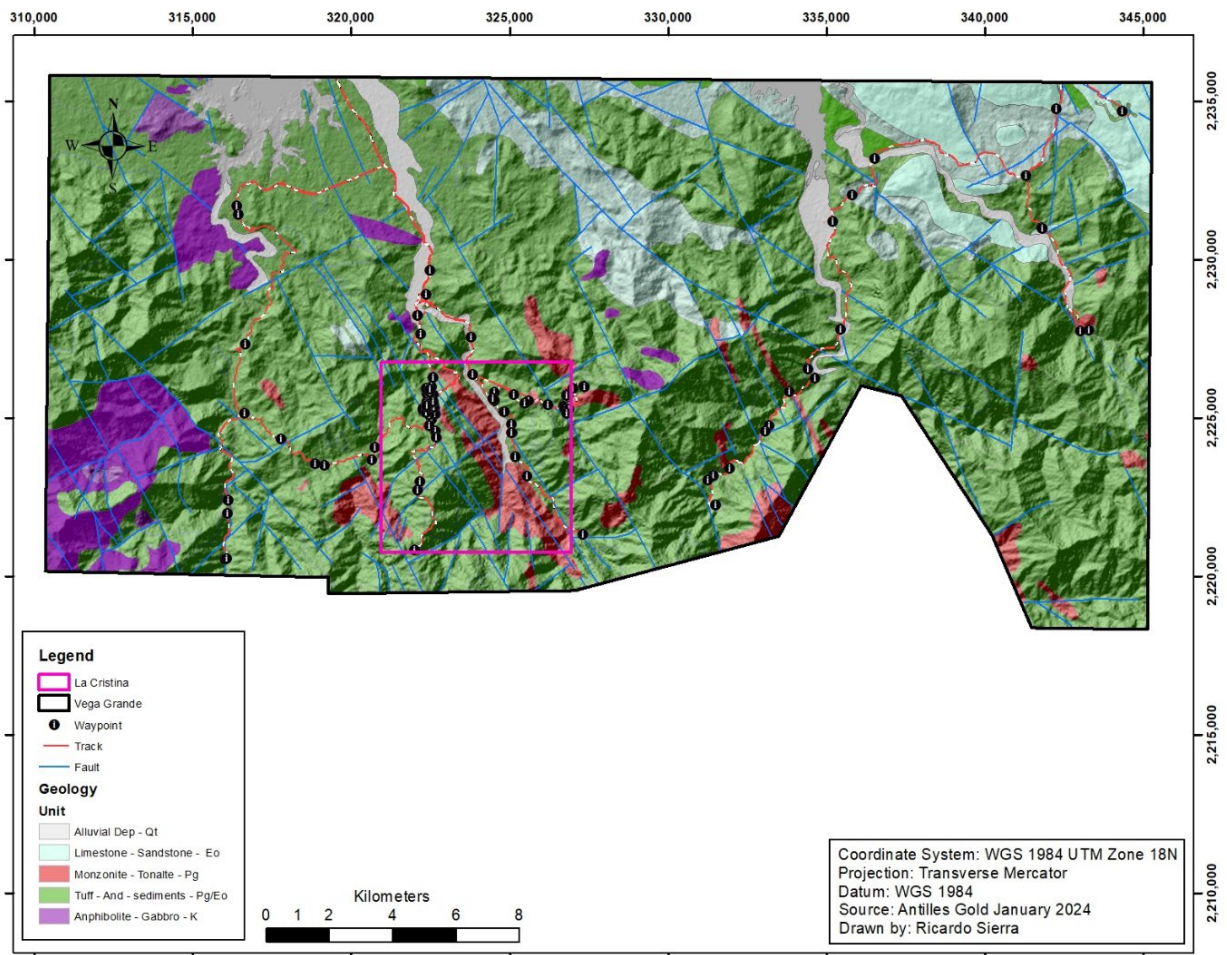 310,000 315,000 320,000 325,000 330,000 335,000 340,000 345,000
N
W E
S
2,235,000
2,230,000
2,225,000
2,220,000
2,215,000
2,210,000
Legend
La Cristina
Vega Grande
Waypoint
Track
Fault
Geology
Unit
Alluvial Dep - Qt
Limestone - Sandstone - Eo
Monzonite - Tonalte - Pg
Tuff - And - sediments - Pg/Eo
Anphibolite - Gabbro - K
Kilometers
0 1 2 4 6 8
Coordinate System: WGS 1984 UTM Zone 18N
Projection: Transverse Mercator
Datum: WGS 1984
Source: Antilles Gold January 2024
Drawn by: Ricardo Sierra